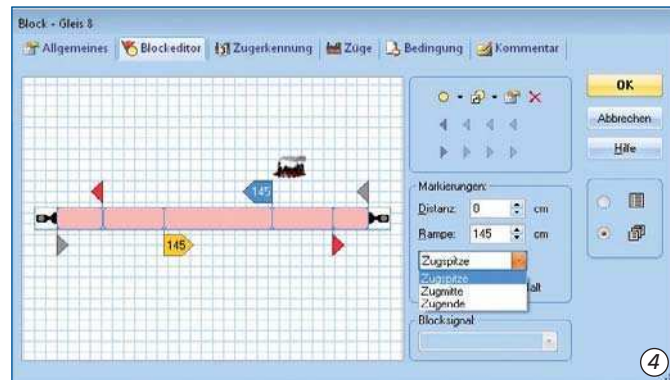 Block - Gleis 8
Allgemeines Blockeditor Zugerkennung Züge Bedingung Kommentar
OK
Abbrechen
Hilfe
145
145
Markierungen:
Distanz: 0 cm
Rampe: 145 cm
Zugspitze
Zugspitze
Zugmitte
Zugende
Blocksignal
4